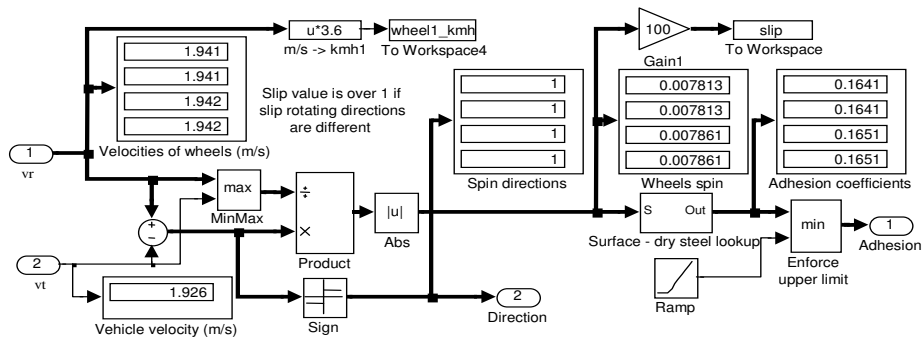 u*3.6
m/s -> kmh1
wheel1_kmh
To Workspace4
100
Gain1
slip
To Workspace
1.941
1.941
1.942
1.942
Velocities of wheels (m/s)
Slip value is over 1 if
slip rotating directions
are different
1
1
1
1
Spin directions
0.007813
0.007813
0.007861
0.007861
Wheels spin
0.1641
0.1641
0.1651
0.1651
Adhesion coefficients
1
vr
max
MinMax
+
−
÷
×
Product
|u|
Abs
S Out
Surface - dry steel lookup
min
Enforce
upper limit
1
Adhesion
2
vt
1.926
Vehicle velocity (m/s)
Sign
2
Direction
Ramp